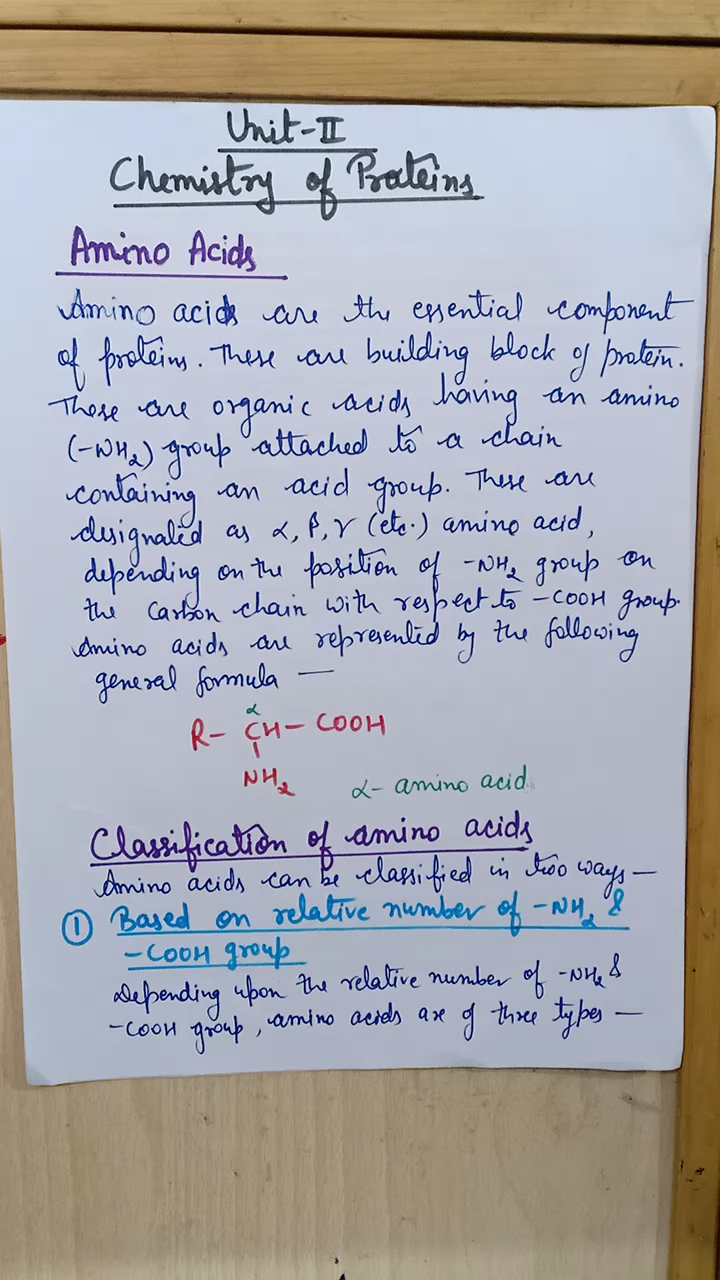 Unit-II
Chemistry of Proteins
Amino Acids
Amino acids are the essential component
of proteins. These are building block of protein.
These are organic acids having an amino
(-NH₂) group attached to a chain
containing an acid group. These are
designated as α, β, γ (etc.) amino acid,
depending on the position of -NH₂ group on
the carbon chain with respect to -COOH group.
Amino acids are represented by the following
general formula —
α
R- CH- COOH
|
NH₂
α- amino acid
Classification of amino acids
Amino acids can be classified in two ways —
① Based on relative number of -NH₂ &
-COOH group
Depending upon the relative number of -NH₂ &
-COOH group, amino acids are of three types —